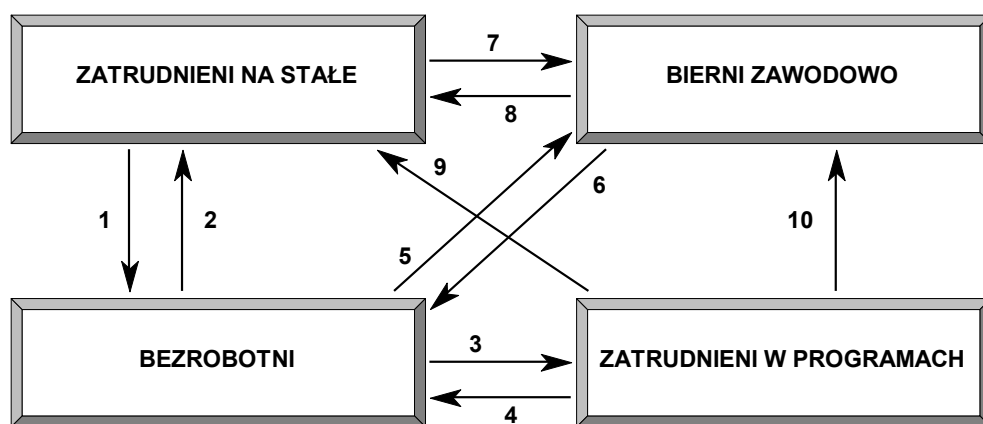 ZATRUDNIENI NA STAŁE
7
BIERNI ZAWODOWO
8
9
6
1
2
5
10
BEZROBOTNI
3
ZATRUDNIENI W PROGRAMACH
4